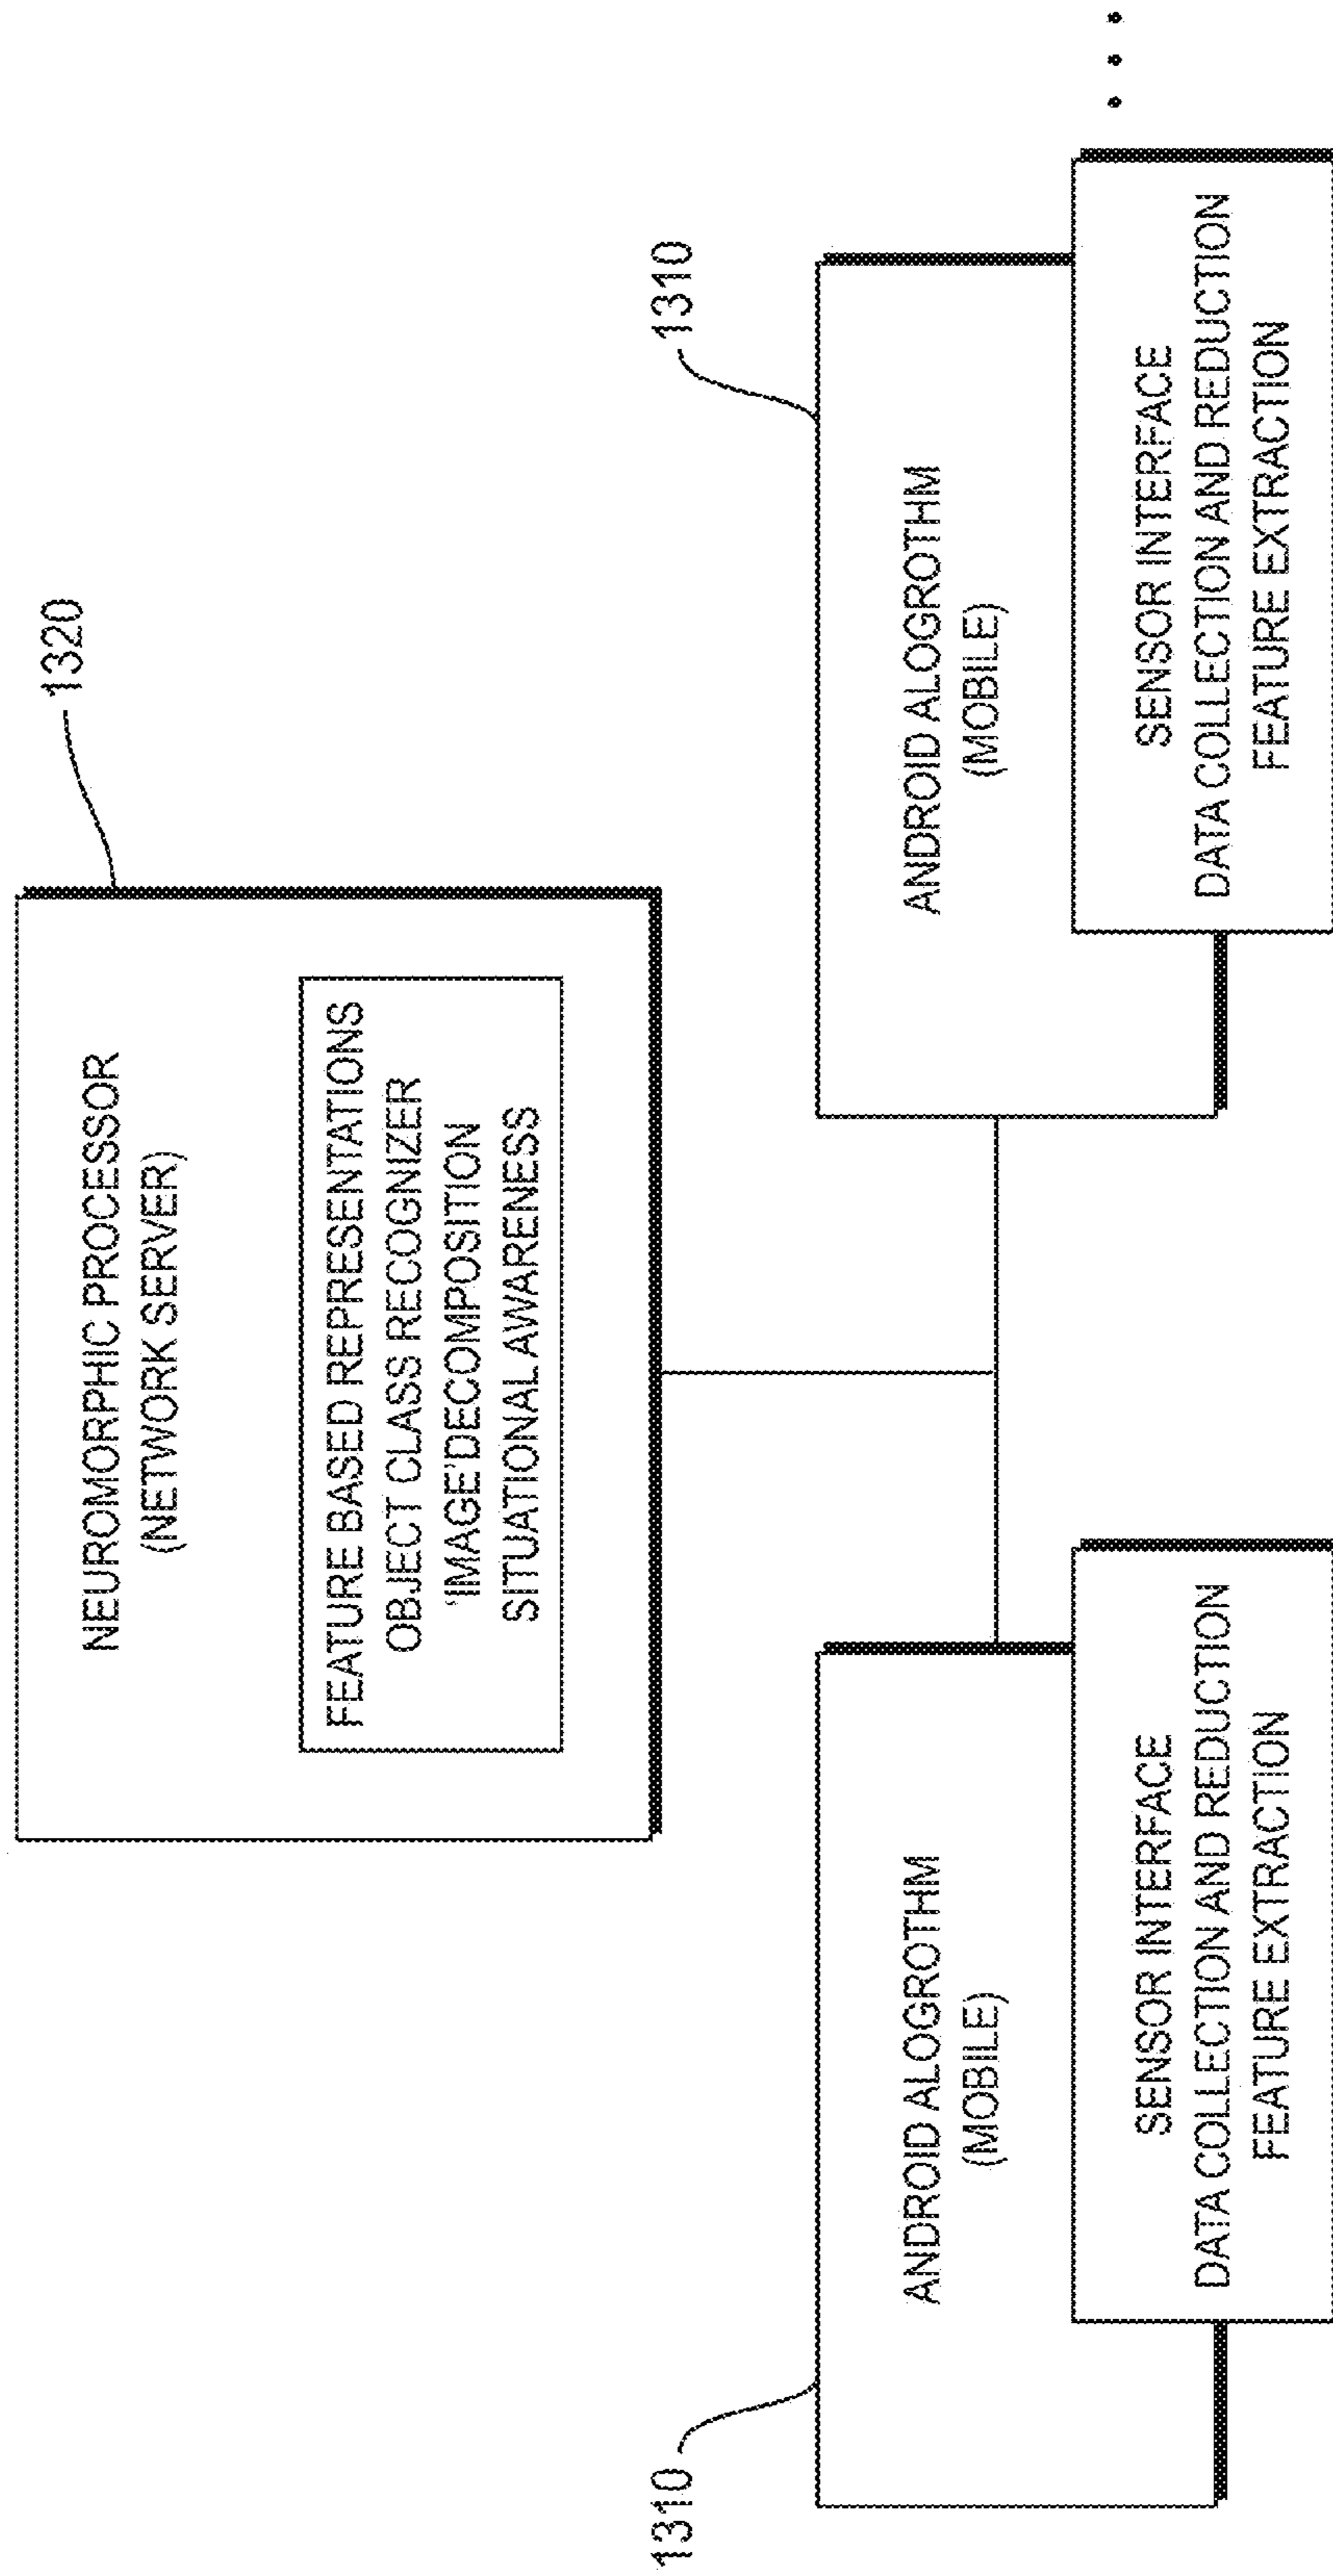 1320
NEUROMORPHIC PROCESSOR
(NETWORK SERVER)
FEATURE BASED REPRESENTATIONS
OBJECT CLASS RECOGNIZER
'IMAGE'DECOMPOSITION
SITUATIONAL AWARENESS
1310
ANDROID ALOGROTHM
(MOBILE)
SENSOR INTERFACE
DATA COLLECTION AND REDUCTION
FEATURE EXTRACTION
1310
ANDROID ALOGROTHM
(MOBILE)
SENSOR INTERFACE
DATA COLLECTION AND REDUCTION
FEATURE EXTRACTION